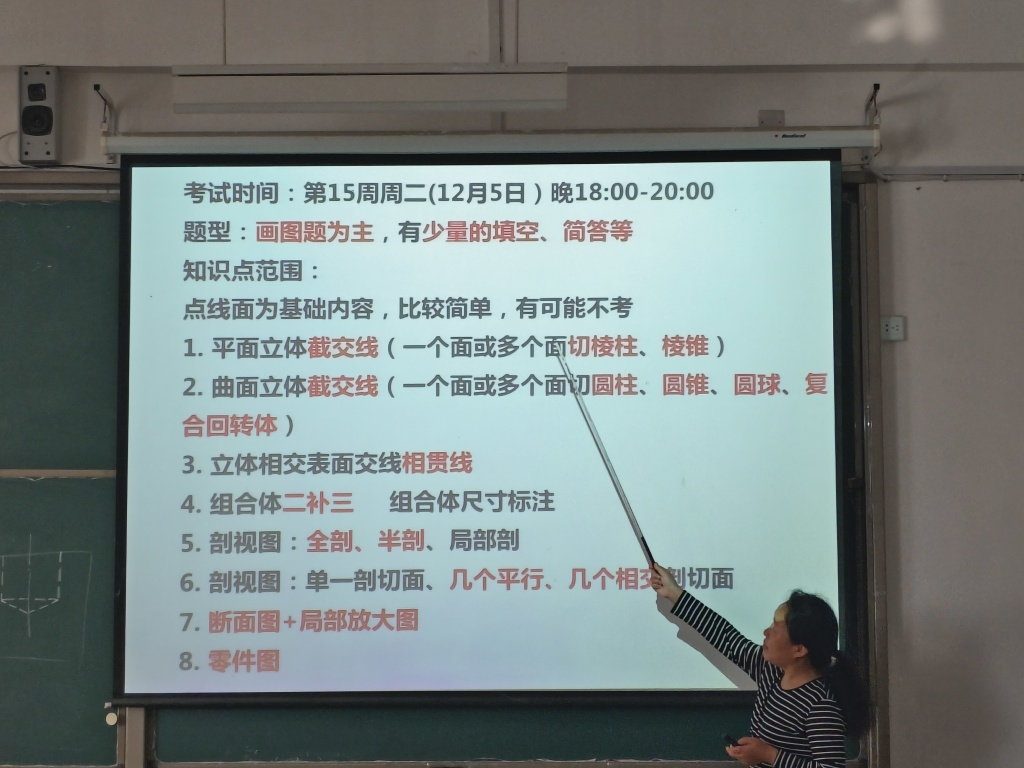 考试时间：第15周周二(12月5日）晚18:00-20:00
题型：画图题为主，有少量的填空、简答等
知识点范围：
点线面为基础内容，比较简单，有可能不考
1. 平面立体截交线（一个面或多个面切棱柱、棱锥）
2. 曲面立体截交线（一个面或多个面切圆柱、圆锥、圆球、复
合回转体）
3. 立体相交表面交线相贯线
4. 组合体二补三 组合体尺寸标注
5. 剖视图：全剖、半剖、局部剖
6. 剖视图：单一剖切面、几个平行、几个相交剖切面
7. 断面图+局部放大图
8. 零件图